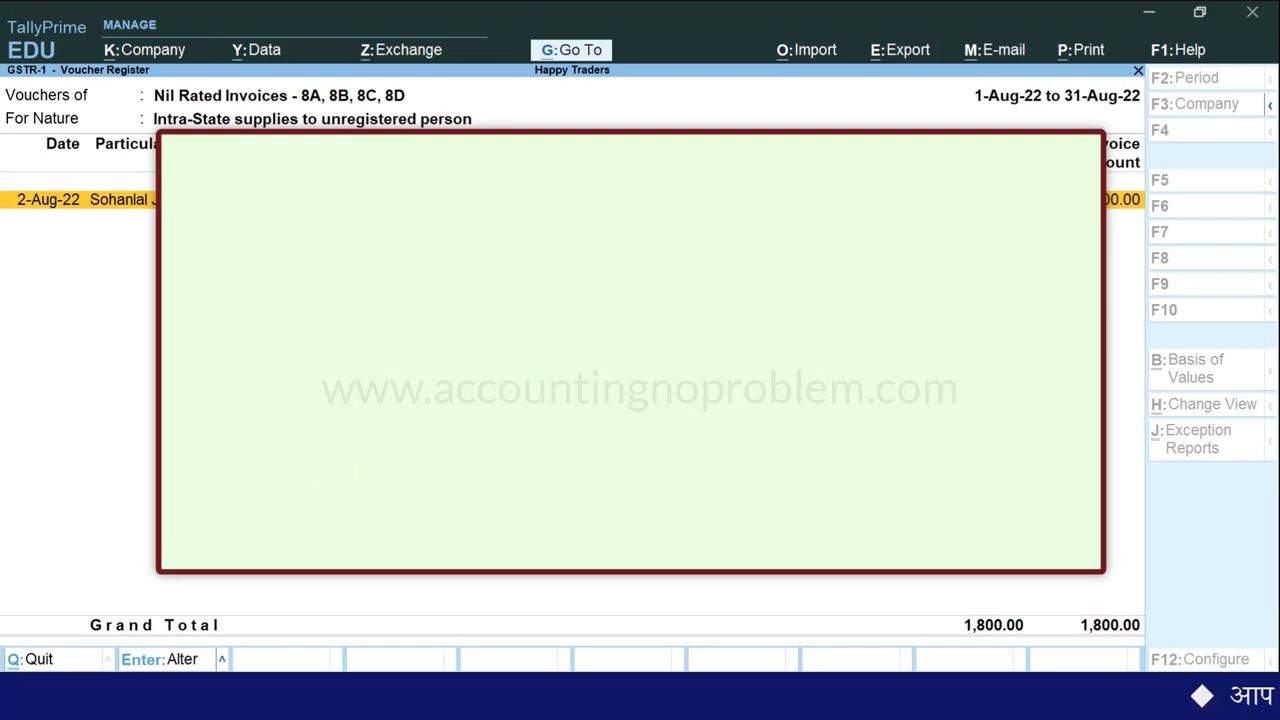 TallyPrime
EDU
MANAGE
K:Company Y:Data Z:Exchange G:Go To O:Import E:Export M:E-mail P:Print F1:Help
GSTR-1 - Voucher Register Happy Traders
Vouchers of : Nil Rated Invoices - 8A, 8B, 8C, 8D 1-Aug-22 to 31-Aug-22
For Nature : Intra-State supplies to unregistered person
Date
2-Aug-22 Sohanlal
www.accountingnoproblem.com
Grand Total 1,800.00 1,800.00
Q:Quit Enter:Alter
F2:Period
F3:Company
F4
F5
F6
F7
F8
F9
F10
B:Basis of
Values
H:Change View
J:Exception
Reports
F12:Configure
आप